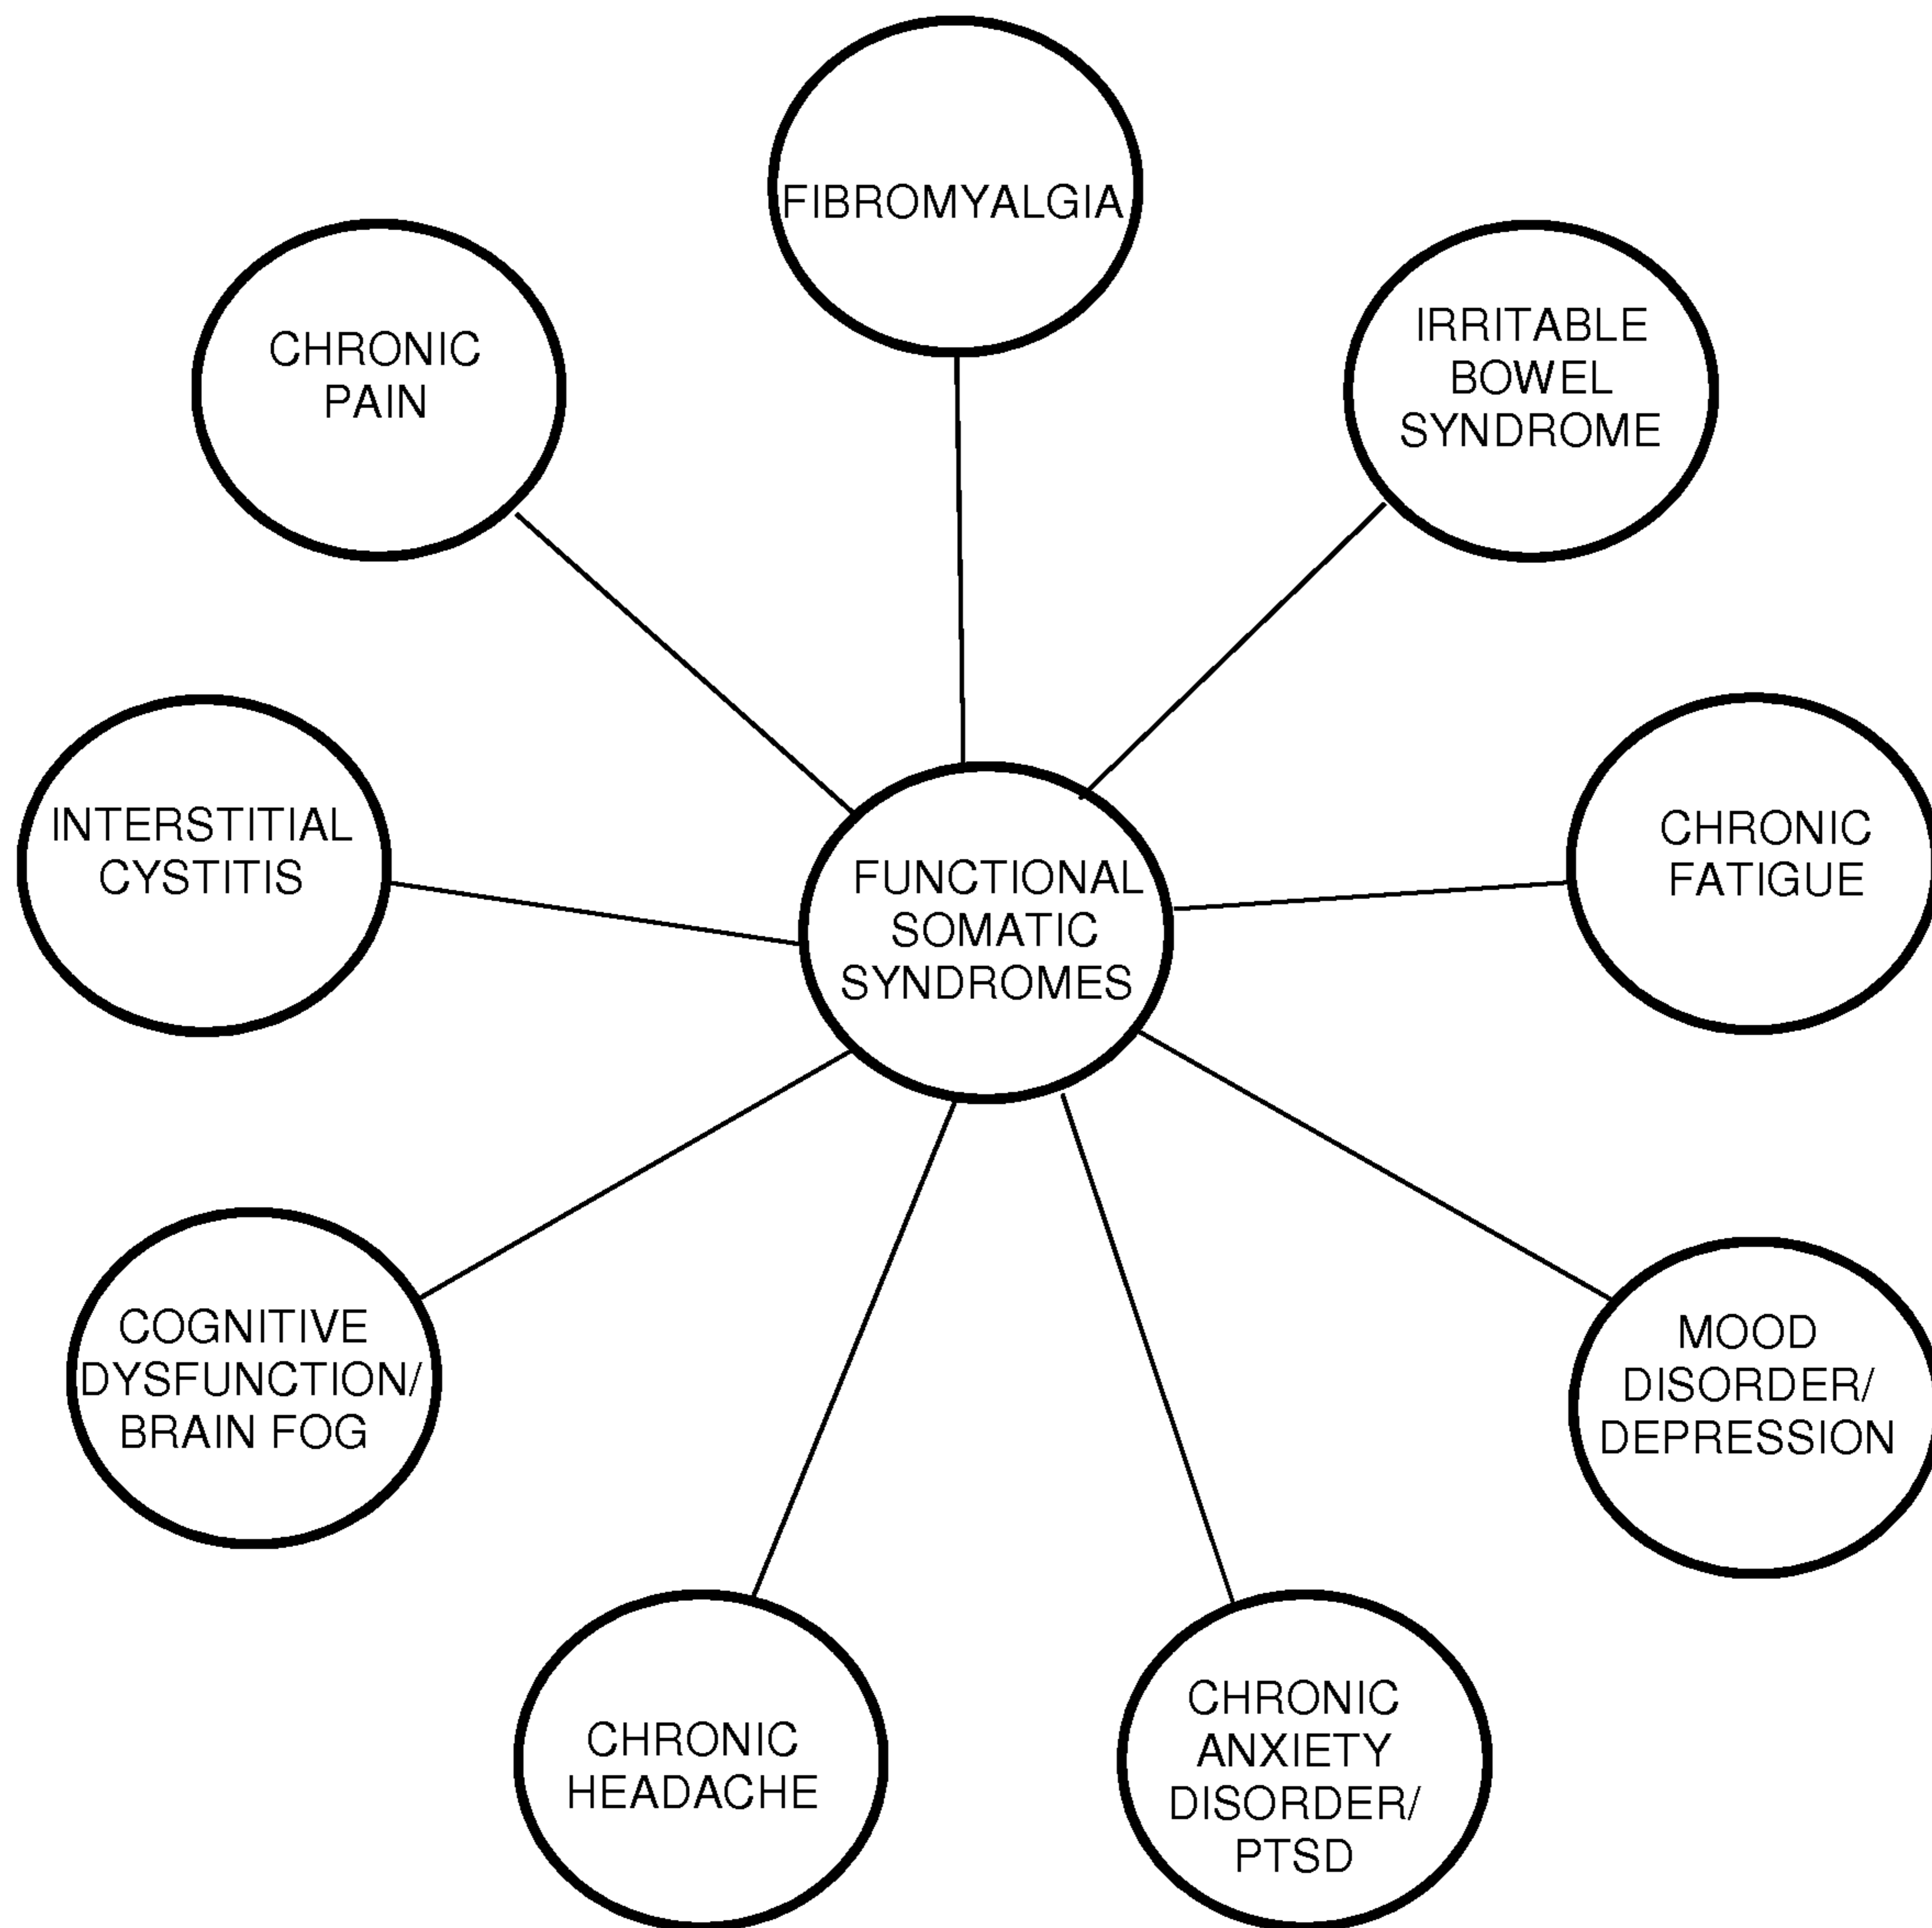 FIBROMYALGIA
CHRONIC
PAIN
IRRITABLE
BOWEL
SYNDROME
INTERSTITIAL
CYSTITIS
FUNCTIONAL
SOMATIC
SYNDROMES
CHRONIC
FATIGUE
COGNITIVE
DYSFUNCTION/
BRAIN FOG
MOOD
DISORDER/
DEPRESSION
CHRONIC
HEADACHE
CHRONIC
ANXIETY
DISORDER/
PTSD